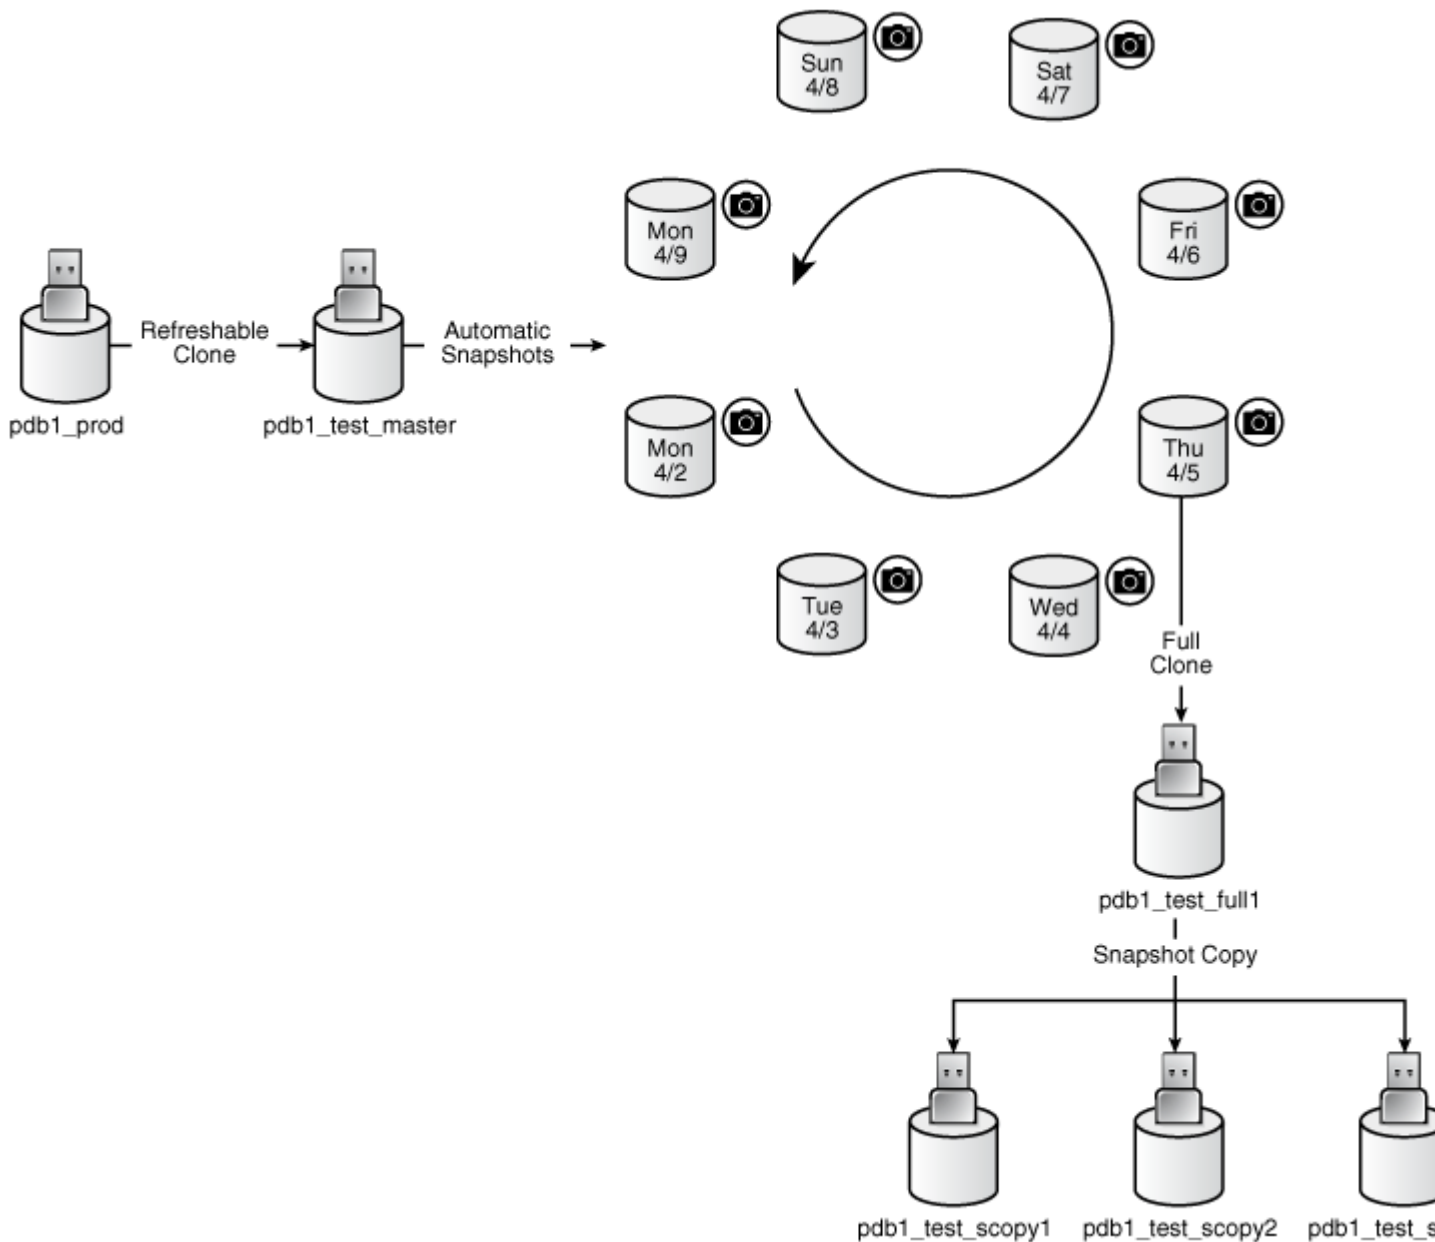 Sun
4/8
Sat
4/7
Mon
4/9
Fri
4/6
Refreshable
Clone
Automatic
Snapshots
pdb1_prod
pdb1_test_master
Mon
4/2
Thu
4/5
Tue
4/3
Wed
4/4
Full
Clone
pdb1_test_full1
Snapshot Copy
pdb1_test_scopy1
pdb1_test_scopy2
pdb1_test_s